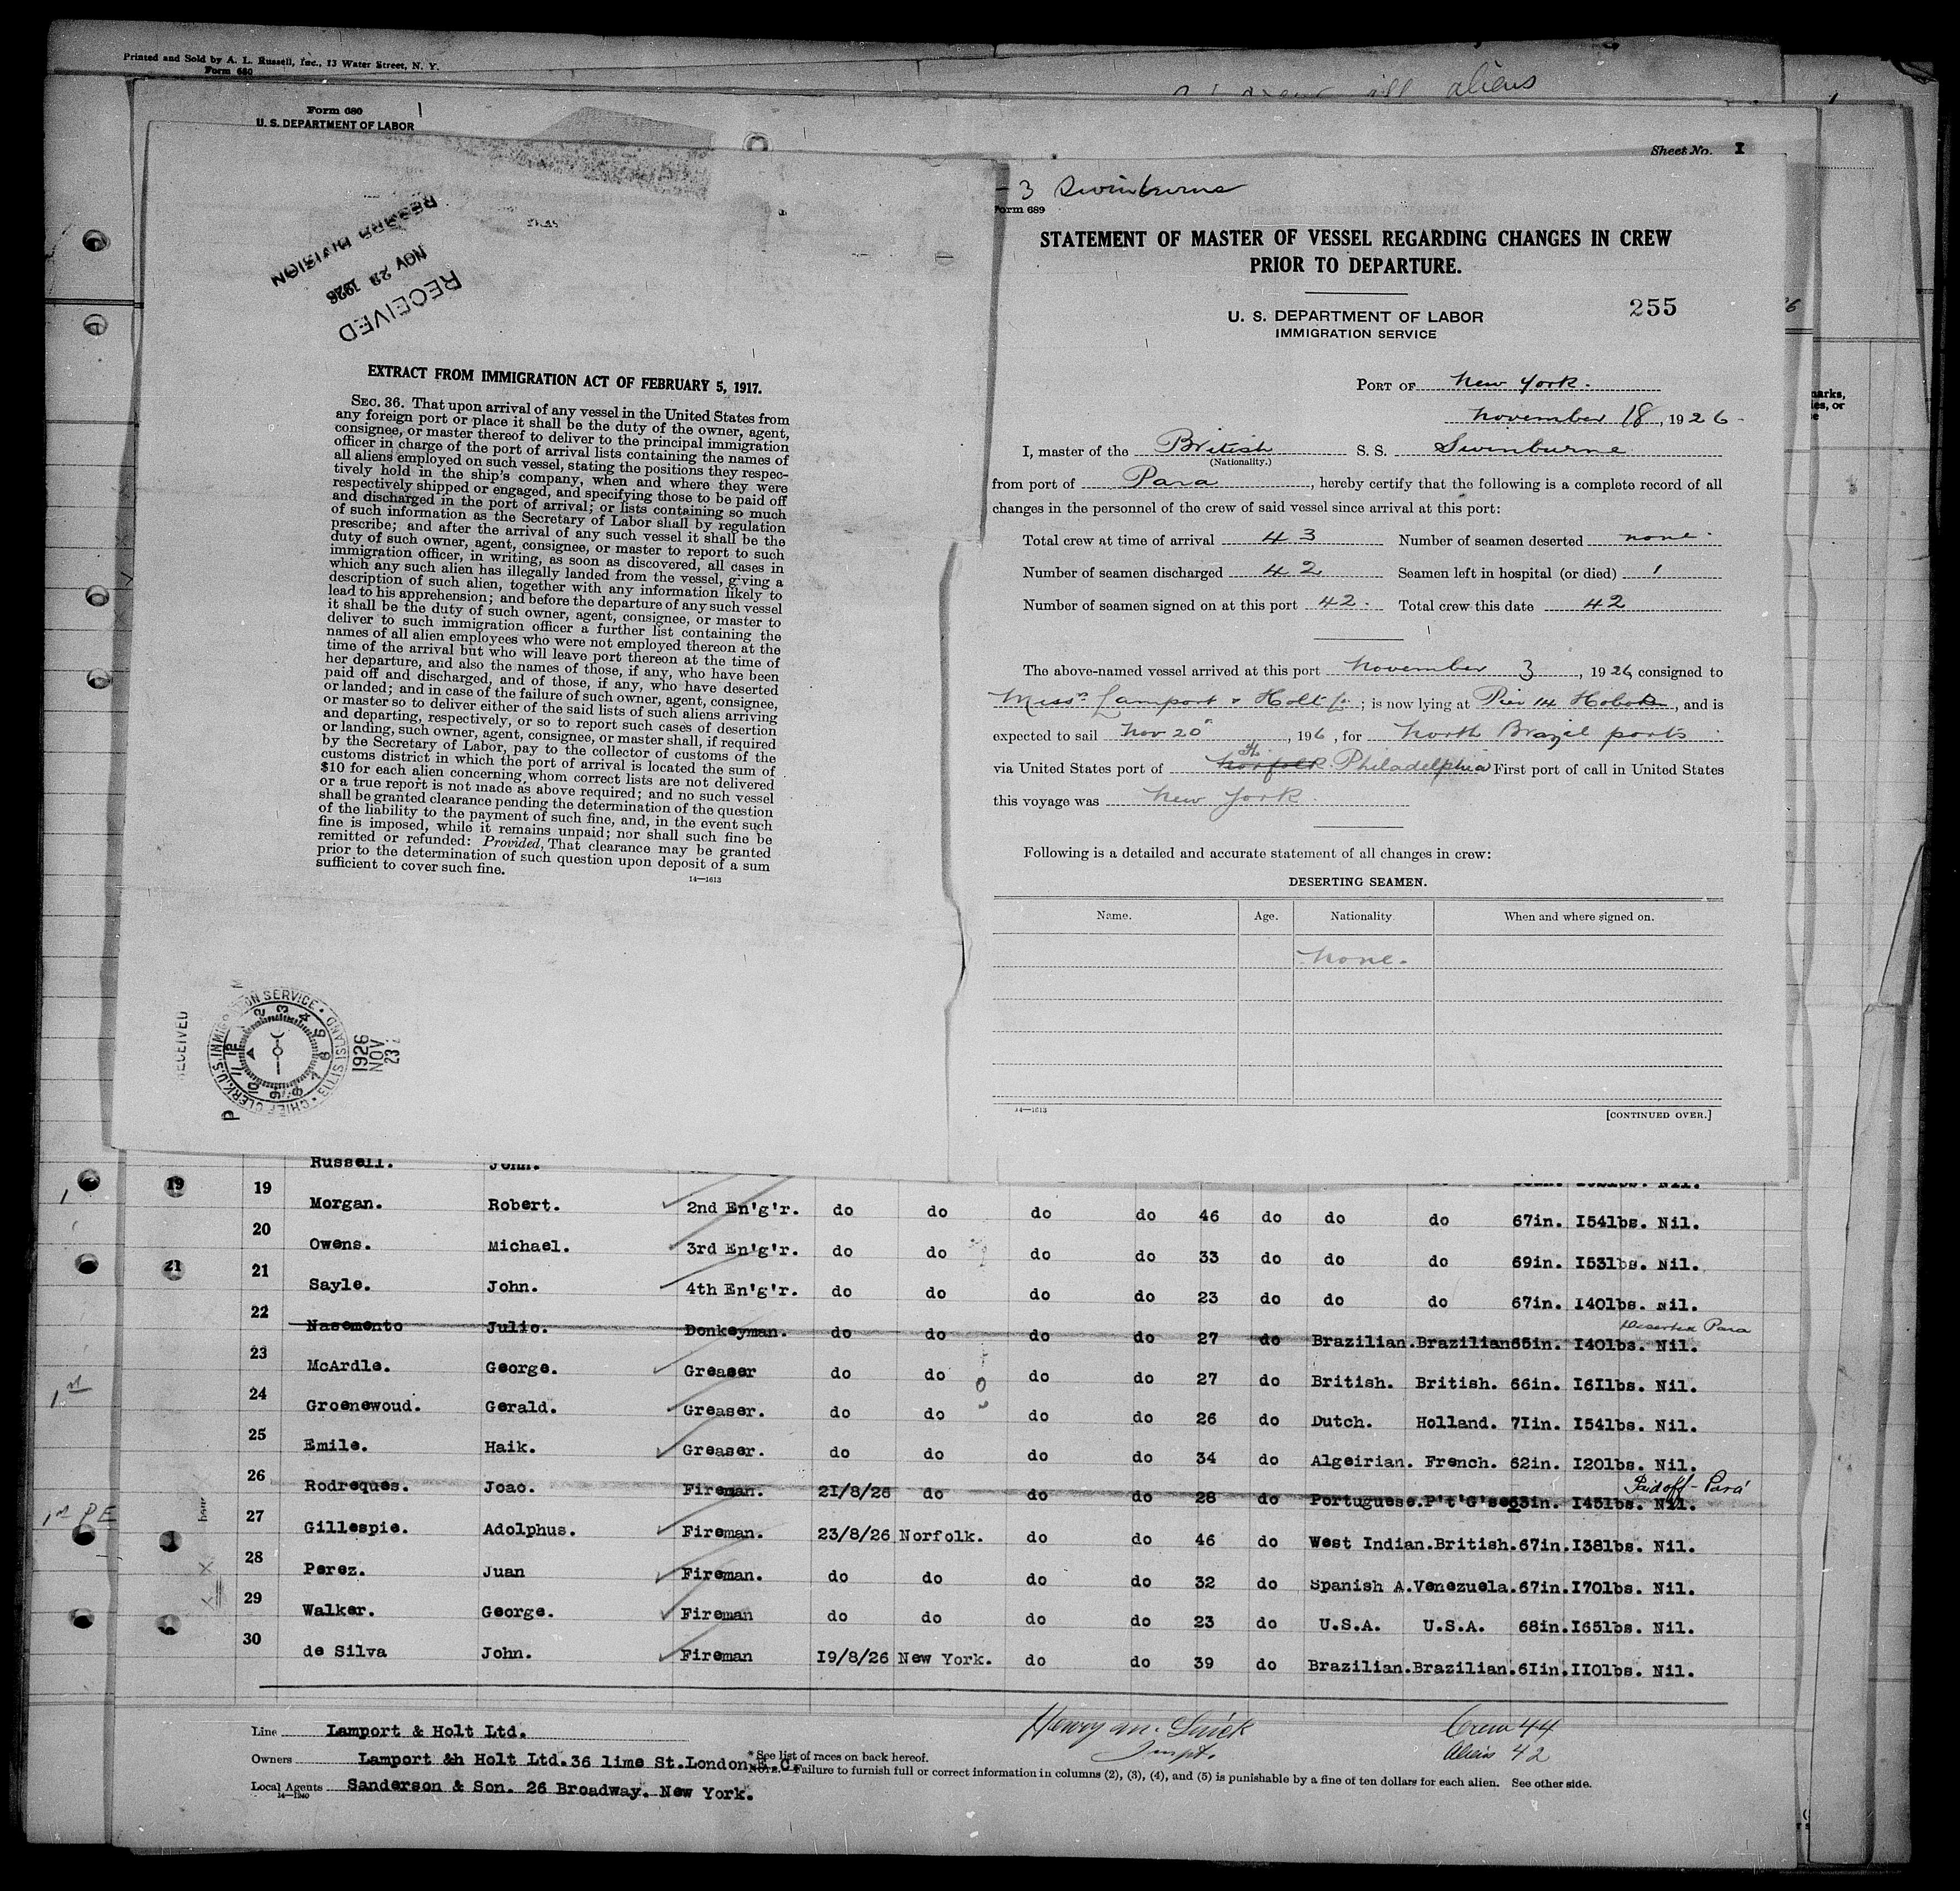 Printed and Sold by A. L. Russell, Inc., 13 Water Street, N. Y.
Form 680
all aliens
Form 680
U. S. DEPARTMENT OF LABOR
Sheet No. I
RECEIVED
NOV 29 1926
RECORD DIVISION
EXTRACT FROM IMMIGRATION ACT OF FEBRUARY 5, 1917.
SEC. 36. That upon arrival of any vessel in the United States from
any foreign port or place it shall be the duty of the owner, agent,
consignee, or master thereof to deliver to the principal immigration
officer in charge of the port of arrival lists containing the names of
all aliens employed on such vessel, stating the positions they respec-
tively hold in the ship's company, when and where they were
respectively shipped or engaged, and specifying those to be paid off
and discharged in the port of arrival; or lists containing so much
of such information as the Secretary of Labor shall by regulation
prescribe; and after the arrival of any such vessel it shall be the
duty of such owner, agent, consignee, or master to report to such
immigration officer, in writing, as soon as discovered, all cases in
which any such alien has illegally landed from the vessel, giving a
description of such alien, together with any information likely to
lead to his apprehension; and before the departure of any such vessel
it shall be the duty of such owner, agent, consignee, or master to
deliver to such immigration officer a further list containing the
names of all alien employees who were not employed thereon at the
time of the arrival but who will leave port thereon at the time of
her departure, and also the names of those, if any, who have been
paid off and discharged, and of those, if any, who have deserted
or landed; and in case of the failure of such owner, agent, consignee,
or master so to deliver either of the said lists of such aliens arriving
and departing, respectively, or so to report such cases of desertion
or landing, such owner, agent, consignee, or master shall, if required
by the Secretary of Labor, pay to the collector of customs of the
customs district in which the port of arrival is located the sum of
$10 for each alien concerning whom correct lists are not delivered
or a true report is not made as above required; and no such vessel
shall be granted clearance pending the determination of the question
of the liability to the payment of such fine, and, in the event such
fine is imposed, while it remains unpaid; nor shall such fine be
remitted or refunded: Provided, That clearance may be granted
prior to the determination of such question upon deposit of a sum
sufficient to cover such fine.
14—1613
RECEIVED
CHIEF CLERK, U.S. IMMIGRATION SERVICE · ELLIS ISLAND
1926
NOV
23
– 3 Swinburne
Form 689
STATEMENT OF MASTER OF VESSEL REGARDING CHANGES IN CREW
PRIOR TO DEPARTURE.
255
U. S. DEPARTMENT OF LABOR
IMMIGRATION SERVICE
PORT OF New York.
November 18, 1926
I, master of the British S. S. Swinburne
(Nationality.)
from port of Para, hereby certify that the following is a complete record of all
changes in the personnel of the crew of said vessel since arrival at this port:
Total crew at time of arrival 43 Number of seamen deserted none.
Number of seamen discharged 42 Seamen left in hospital (or died) 1
Number of seamen signed on at this port 42. Total crew this date 42
The above-named vessel arrived at this port November 3, 1926, consigned to
Messrs Lamport & Holt Ld.; is now lying at Pier 14 Hoboken, and is
expected to sail Nov 20th, 196, for North Brazil ports
via United States port of Norfolk Philadelphia First port of call in United States
this voyage was New York.
Following is a detailed and accurate statement of all changes in crew:
DESERTING SEAMEN.
Name. Age. Nationality. When and where signed on.
None.
14—1613
[CONTINUED OVER.]
Russell. John.
19 Morgan. Robert. 2nd En'g'r. do do do do 46 do do do 67in. I54lbs. Nil.
20 Owens. Michael. 3rd En'g'r. do do do do 33 do do do 69in. I53lbs. Nil.
21 Sayle. John. 4th En'g'r. do do do do 23 do do do 67in. I40lbs. Nil.
Deserted Para
22 Nasemento Julio. Donkeyman. do do do do 27 do Brazilian. Brazilian 65in. I40lbs. Nil.
23 McArdle. George. Greaser do do do do 27 do British. British. 66in. I6Ilbs. Nil.
24 Groenewoud. Gerald. Greaser. do do do do 26 do Dutch. Holland. 7Iin. I54lbs. Nil.
25 Emile. Haik. Greaser. do do do do 34 do Algeirian. French. 62in. I20lbs. Nil.
Paid off - Pará
26 Rodreques. Joao. Fireman. 2I/8/26 do do do 28 do Portuguese. P't'G'se 63in. I45lbs. Nil.
27 Gillespie. Adolphus. Fireman. 23/8/26 Norfolk. do do 46 do West Indian. British. 67in. I38lbs. Nil.
28 Perez. Juan Fireman. do do do do 32 do Spanish A. Venezuela. 67in. I70lbs. Nil.
29 Walker. George. Fireman do do do do 23 do U.S.A. U.S.A. 68in. I65lbs. Nil.
30 de Silva John. Fireman I9/8/26 New York. do do 39 do Brazilian. Brazilian. 6Iin. II0lbs. Nil.
Line Lamport & Holt Ltd.
Owners Lamport &h Holt Ltd.36 lime St.London.E.C.
Local Agents Sanderson & Son. 26 Broadway. New York.
14—1240
* See list of races on back hereof.
NOTE.—Failure to furnish full or correct information in columns (2), (3), (4), and (5) is punishable by a fine of ten dollars for each alien. See other side.
Inspt.
Crew 44
Aliens 42
1st
1st P E